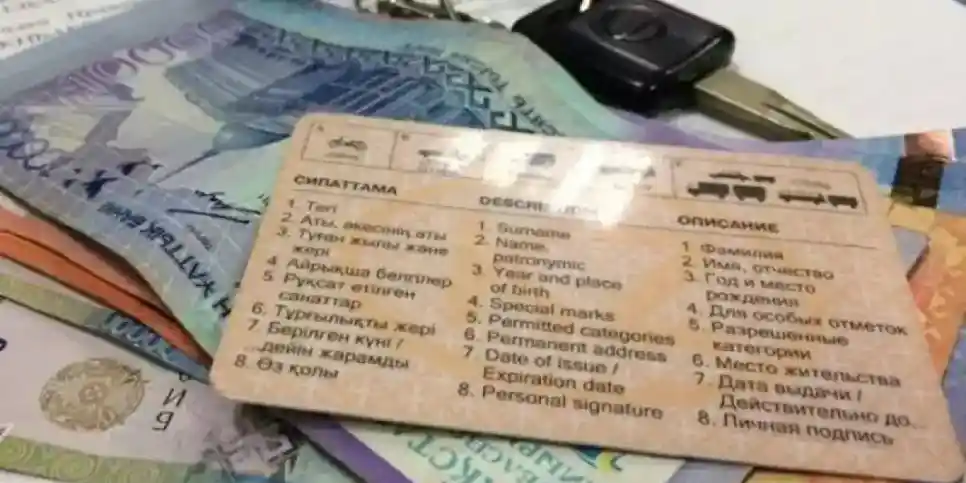 СИПАТТАМА
1. Тегі
2. Аты, әкесінің аты
3. Туған жылы және
жері
4. Айрықша белгілер
5. Рұқсат етілген
санаттар
6. Тұрғылықты жері
7. Берілген күні /
...дейін жарамды
8. Өз қолы
DESCRIPTION
1. Surname
2. Name,
patronymic
3. Year and place
of birth
4. Special marks
5. Permitted categories
6. Permanent address
7. Date of issue /
Expiration date
8. Personal signature
ОПИСАНИЕ
1. Фамилия
2. Имя, отчество
3. Год и место
рождения
4. Для особых отметок
5. Разрешенные
категории
6. Место жительства
7. Дата выдачи /
Действительно до...
8. Личная подпись